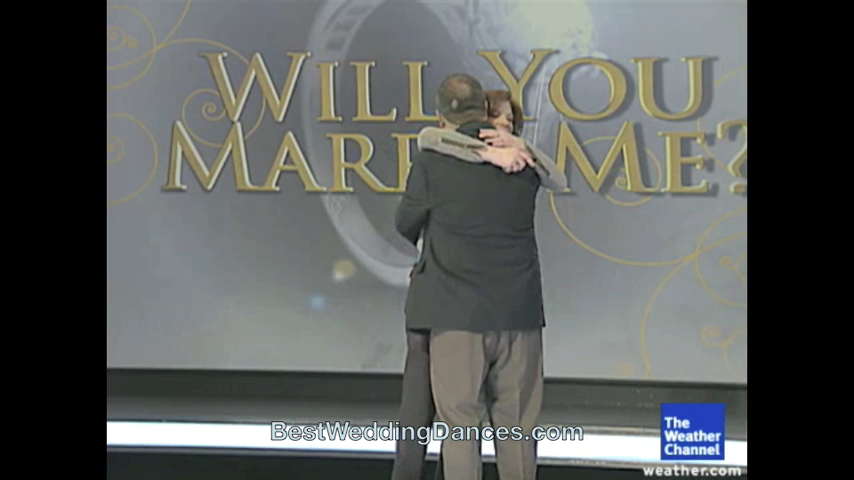 WILL YOU
MARRY ME?
BestWeddingDances.com
The
Weather
Channel
weather.com